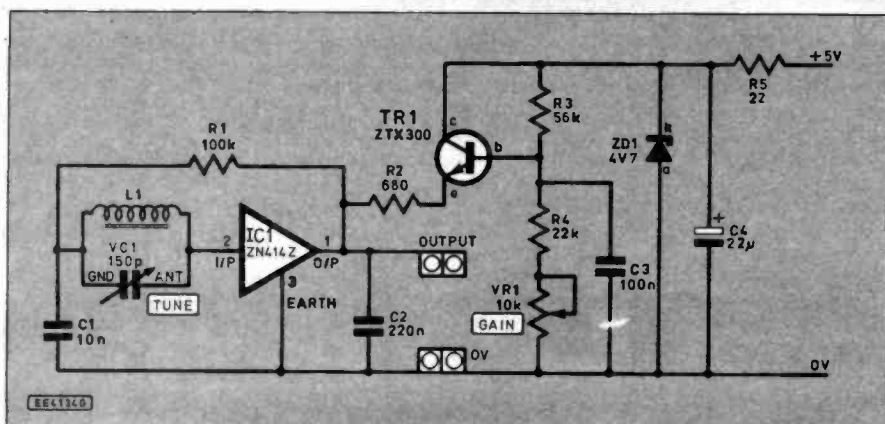 +5V
R5
22
TR1
ZTX300
c
b
e
R3
56k
ZD1
4V7
k
a
R1
100k
R2
680
L1
VC1
150p
GND
ANT
TUNE
2
I/P
IC1
ZN414Z
1
O/P
3
EARTH
OUTPUT
R4
22k
C3
100n
+
C4
22µ
VR1
10k
GAIN
C1
10n
C2
220n
0V
0V
EE41340